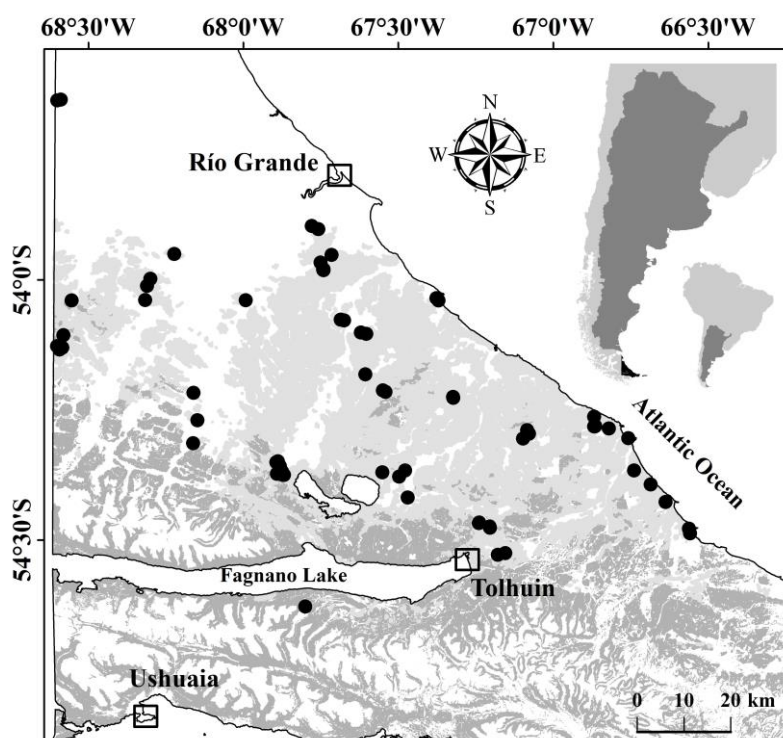 68°30'W 68°0'W 67°30'W 67°0'W 66°30'W
N
W E
S
Río Grande
54°0'S
Atlantic Ocean
54°30'S
Fagnano Lake
Tolhuin
Ushuaia
0 10 20 km